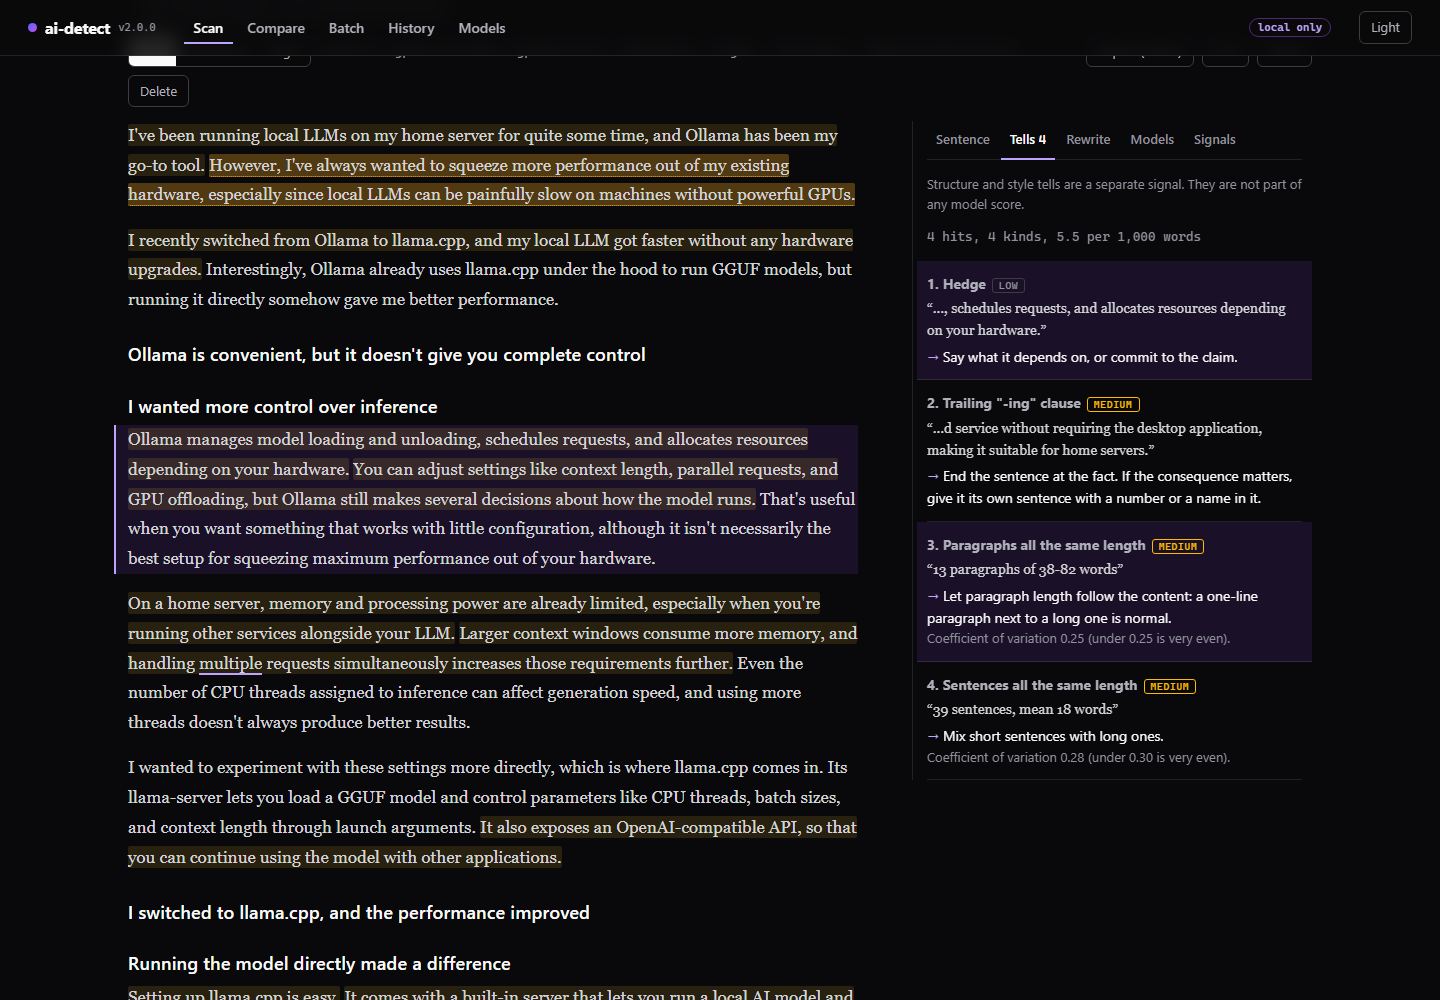 ai-detect v2.0.0 Scan Compare Batch History Models local only Light
Delete
I've been running local LLMs on my home server for quite some time, and Ollama has been my
go-to tool. However, I've always wanted to squeeze more performance out of my existing
hardware, especially since local LLMs can be painfully slow on machines without powerful GPUs.
I recently switched from Ollama to llama.cpp, and my local LLM got faster without any hardware
upgrades. Interestingly, Ollama already uses llama.cpp under the hood to run GGUF models, but
running it directly somehow gave me better performance.
Ollama is convenient, but it doesn't give you complete control
I wanted more control over inference
Ollama manages model loading and unloading, schedules requests, and allocates resources
depending on your hardware. You can adjust settings like context length, parallel requests, and
GPU offloading, but Ollama still makes several decisions about how the model runs. That's useful
when you want something that works with little configuration, although it isn't necessarily the
best setup for squeezing maximum performance out of your hardware.
On a home server, memory and processing power are already limited, especially when you're
running other services alongside your LLM. Larger context windows consume more memory, and
handling multiple requests simultaneously increases those requirements further. Even the
number of CPU threads assigned to inference can affect generation speed, and using more
threads doesn't always produce better results.
I wanted to experiment with these settings more directly, which is where llama.cpp comes in. Its
llama-server lets you load a GGUF model and control parameters like CPU threads, batch sizes,
and context length through launch arguments. It also exposes an OpenAI-compatible API, so that
you can continue using the model with other applications.
I switched to llama.cpp, and the performance improved
Running the model directly made a difference
Setting up llama.cpp is easy. It comes with a built-in server that lets you run a local AI model and
Sentence Tells 4 Rewrite Models Signals
Structure and style tells are a separate signal. They are not part of
any model score.
4 hits, 4 kinds, 5.5 per 1,000 words
1. Hedge LOW
“…, schedules requests, and allocates resources depending
on your hardware.”
→ Say what it depends on, or commit to the claim.
2. Trailing "-ing" clause MEDIUM
“…d service without requiring the desktop application,
making it suitable for home servers.”
→ End the sentence at the fact. If the consequence matters,
give it its own sentence with a number or a name in it.
3. Paragraphs all the same length MEDIUM
“13 paragraphs of 38-82 words”
→ Let paragraph length follow the content: a one-line
paragraph next to a long one is normal.
Coefficient of variation 0.25 (under 0.25 is very even).
4. Sentences all the same length MEDIUM
“39 sentences, mean 18 words”
→ Mix short sentences with long ones.
Coefficient of variation 0.28 (under 0.30 is very even).